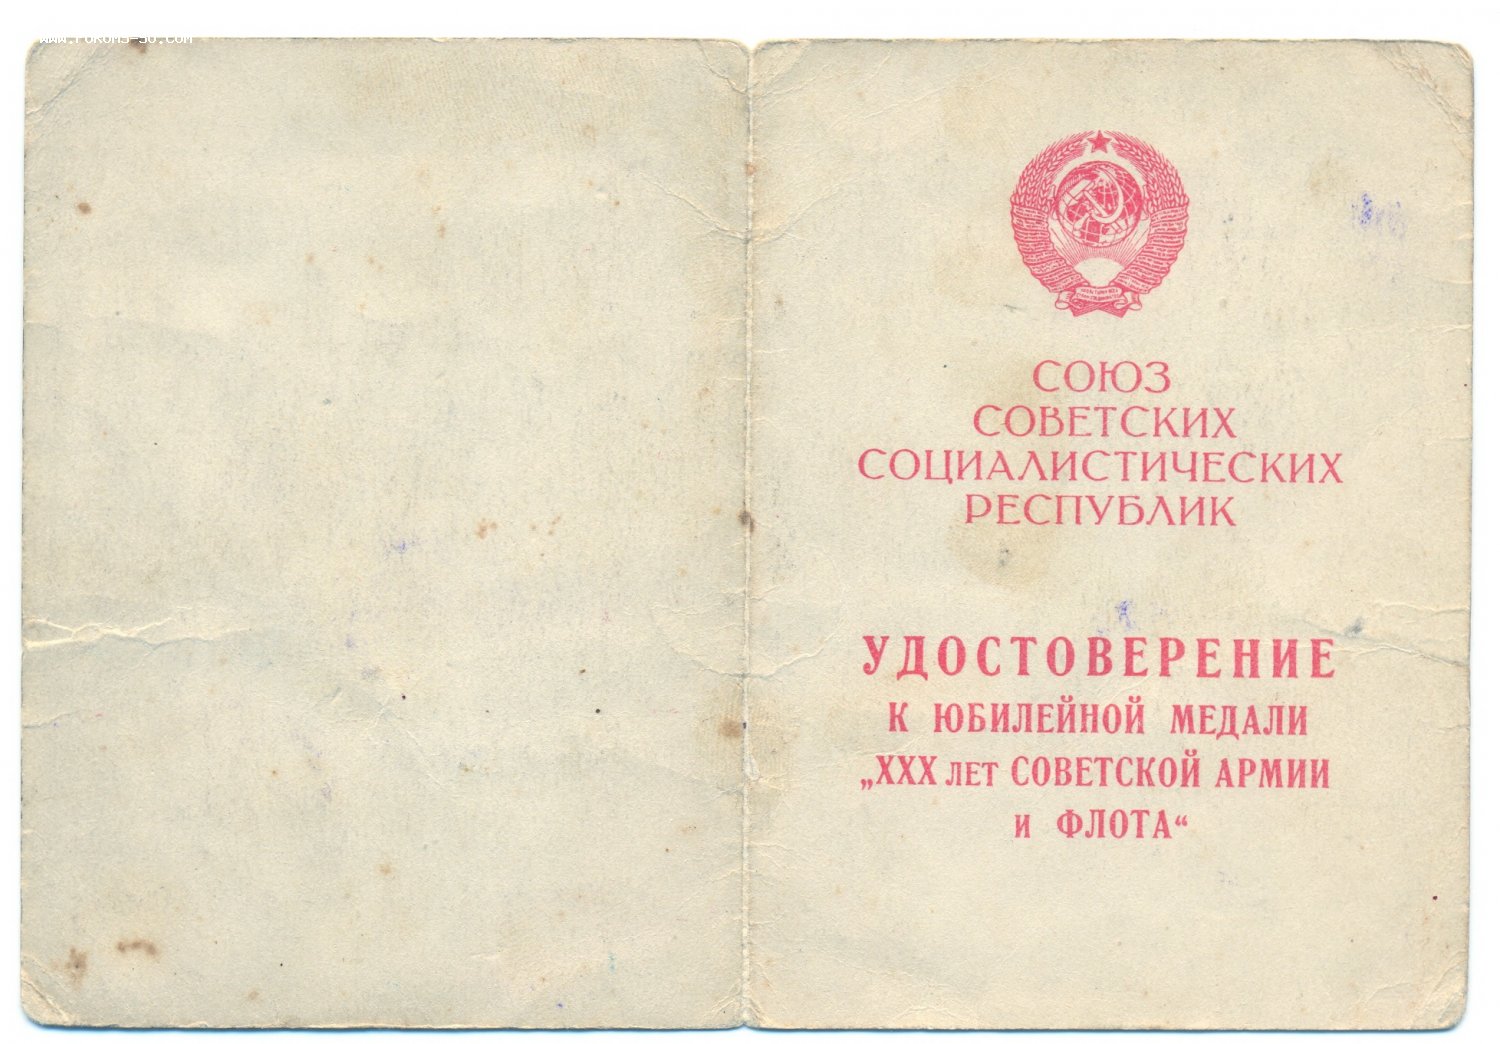 СОЮЗ
СОВЕТСКИХ
СОЦИАЛИСТИЧЕСКИХ
РЕСПУБЛИК
УДОСТОВЕРЕНИЕ
К ЮБИЛЕЙНОЙ МЕДАЛИ
„XXX ЛЕТ СОВЕТСКОЙ АРМИИ
И ФЛОТА“